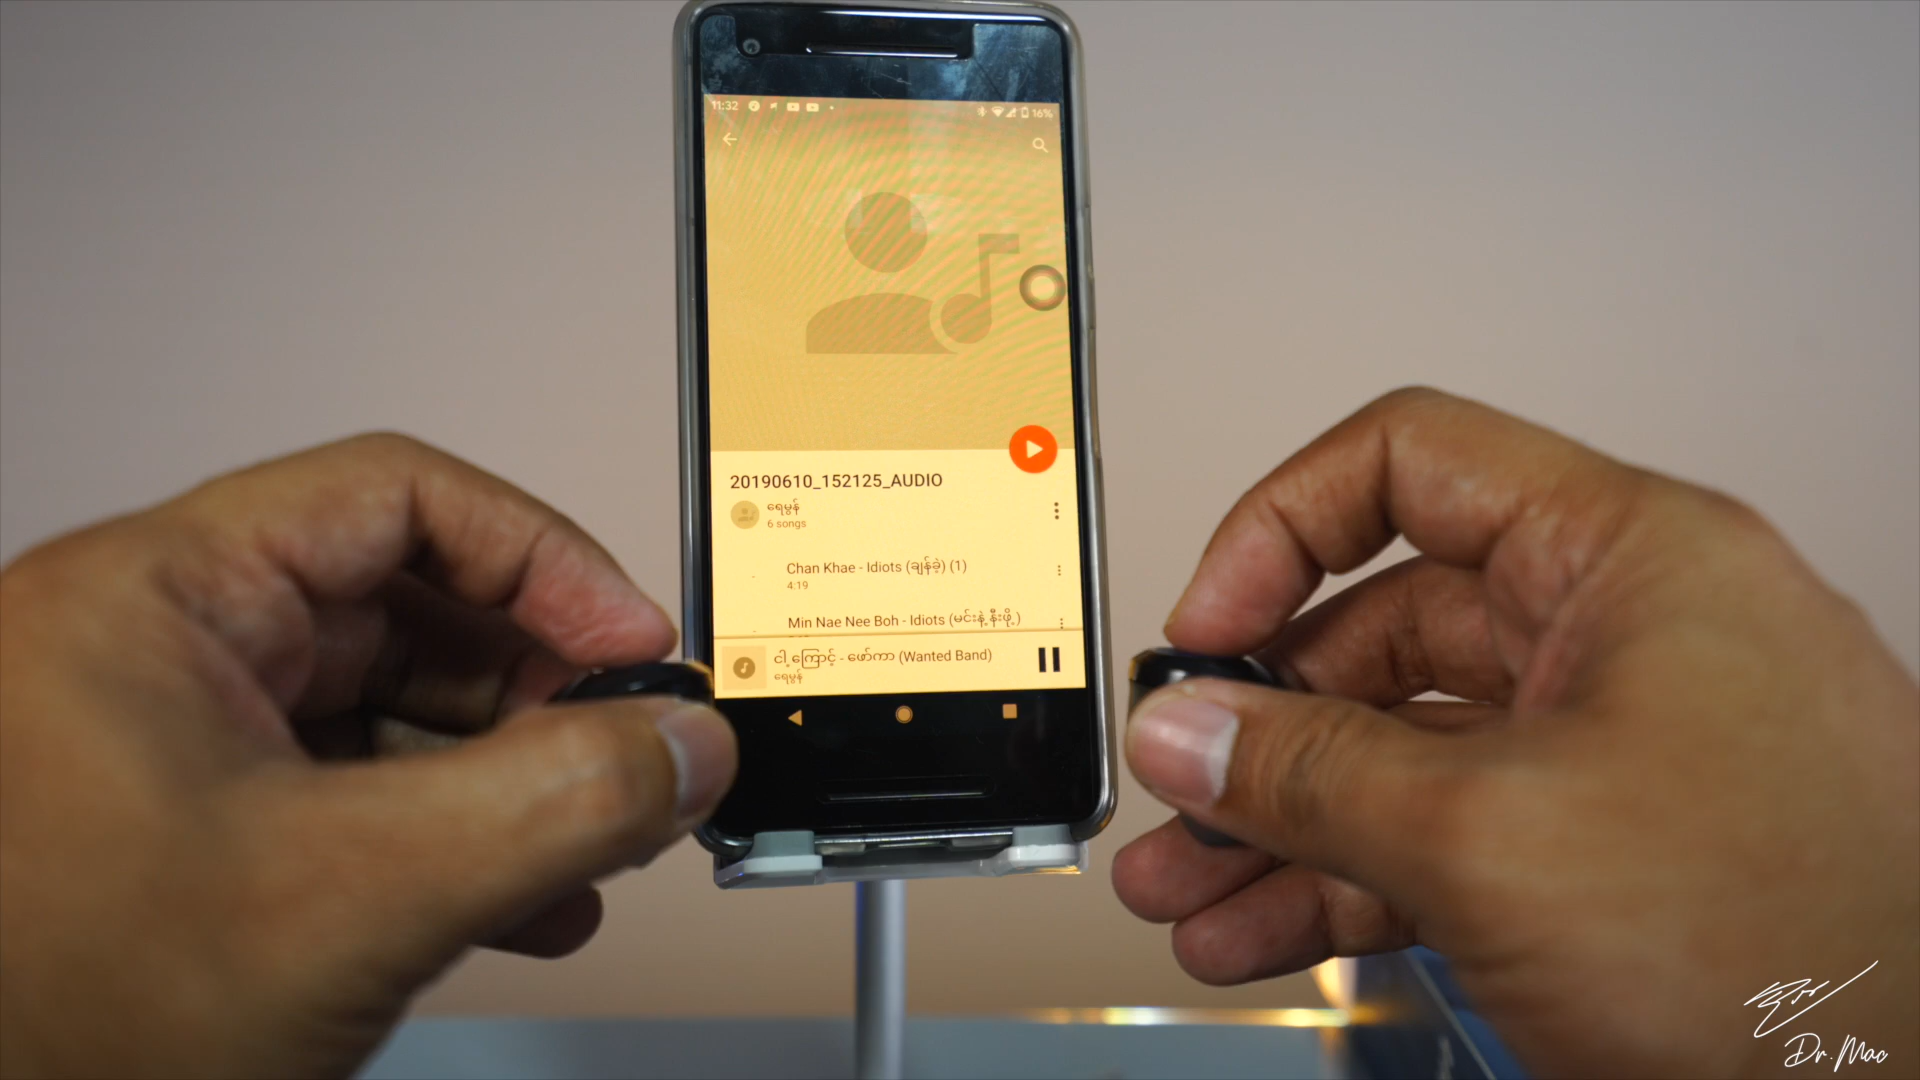 11:32
16%
20190610_152125_AUDIO
ရေမွန်
6 songs
Chan Khae - Idiots (ချန်ခဲ့) (1)
4:19
Min Nae Nee Boh - Idiots (မင်းနဲ့ နီးဖို့)
ငါ့ကြောင့် - ဖော်ကာ (Wanted Band)
ရေမွန်
Dr.Mac